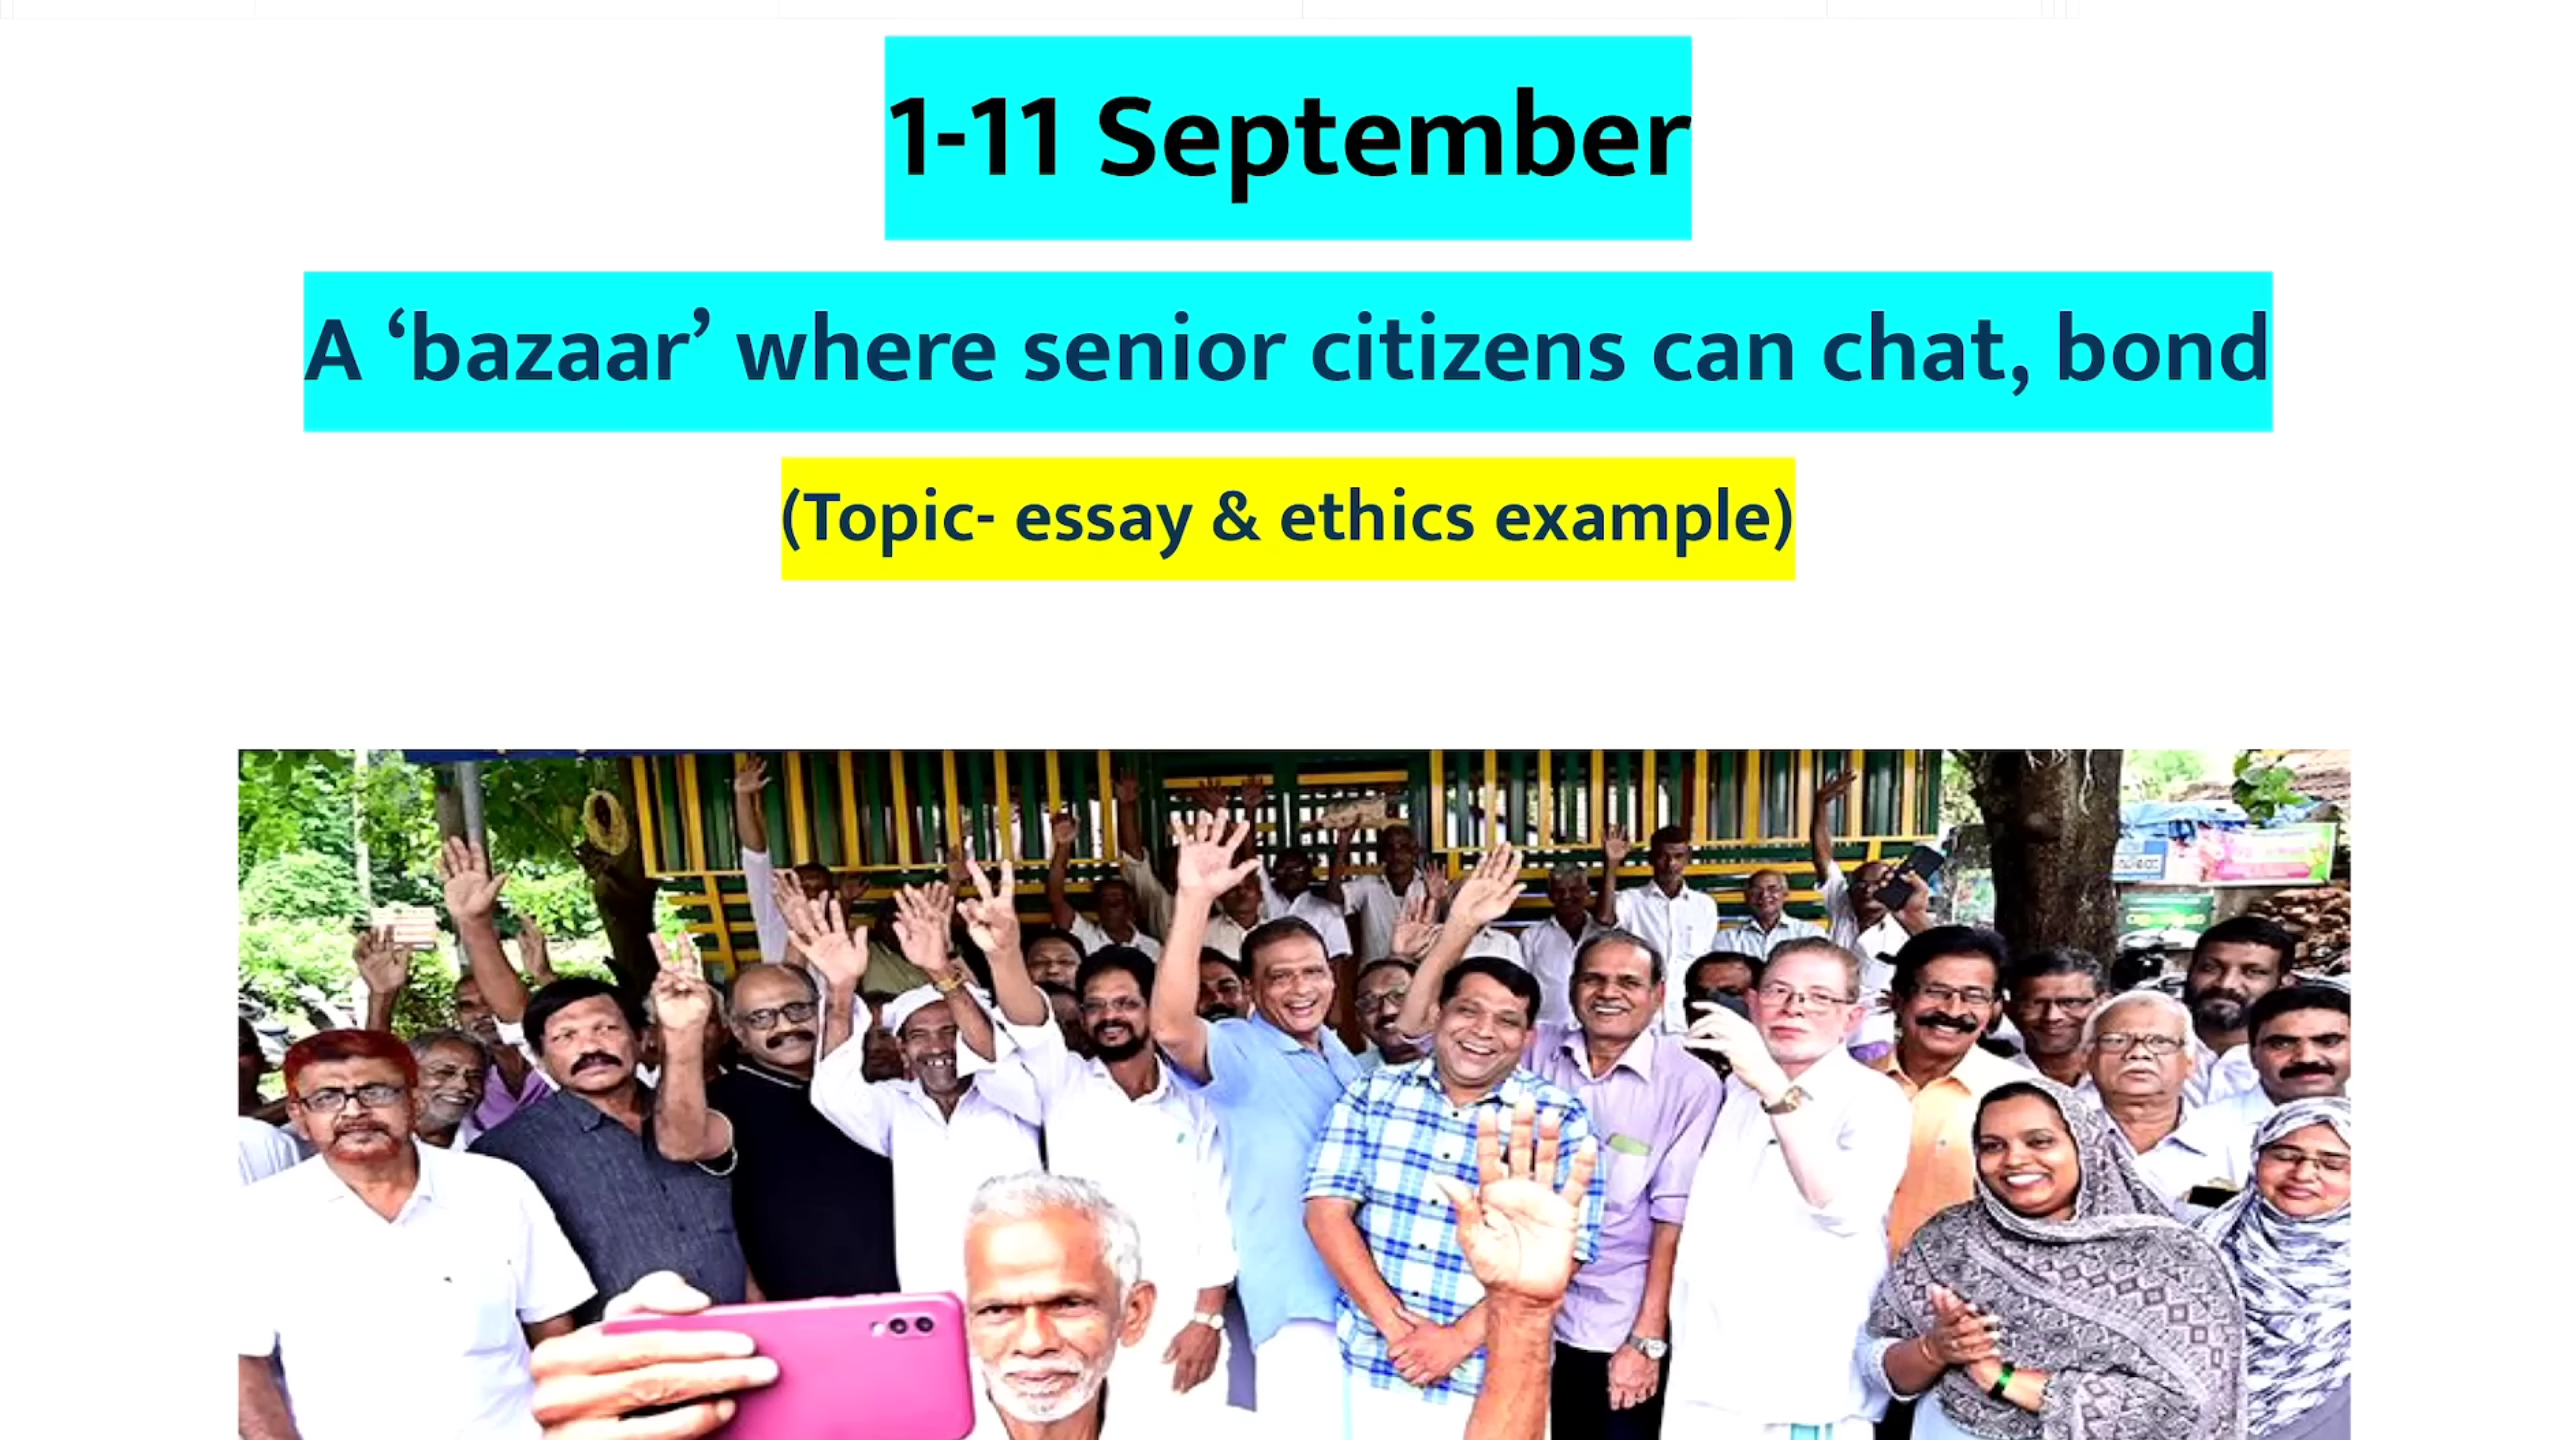 1-11 September
A ‘bazaar’ where senior citizens can chat, bond
(Topic- essay & ethics example)